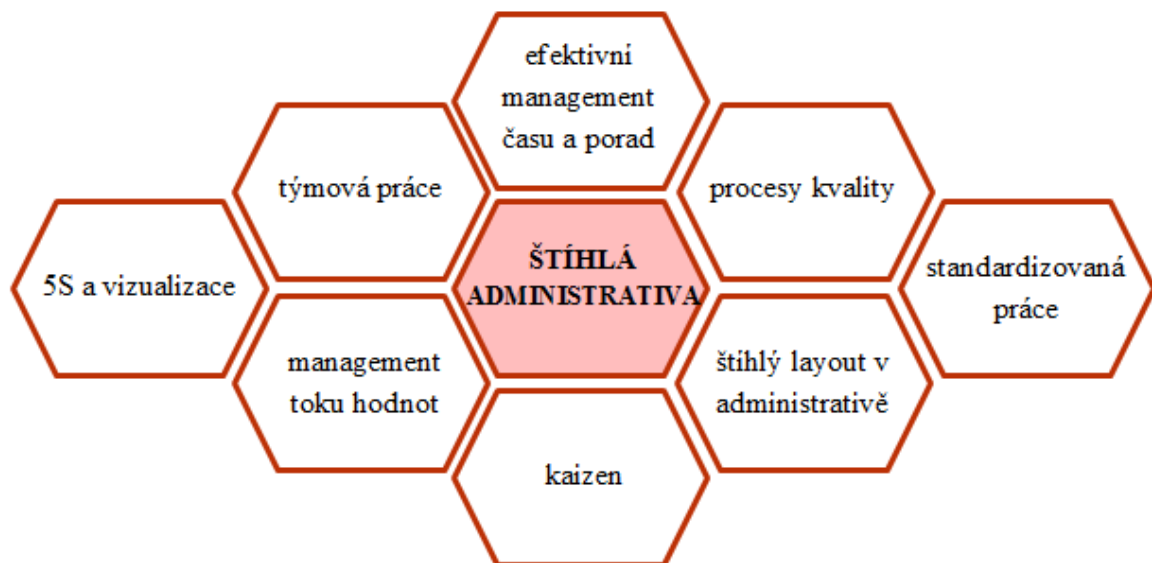 efektivní
management
času a porad
týmová práce
procesy kvality
5S a vizualizace
ŠTÍHLÁ
ADMINISTRATIVA
standardizovaná
práce
management
toku hodnot
štíhlý layout v
administrativě
kaizen